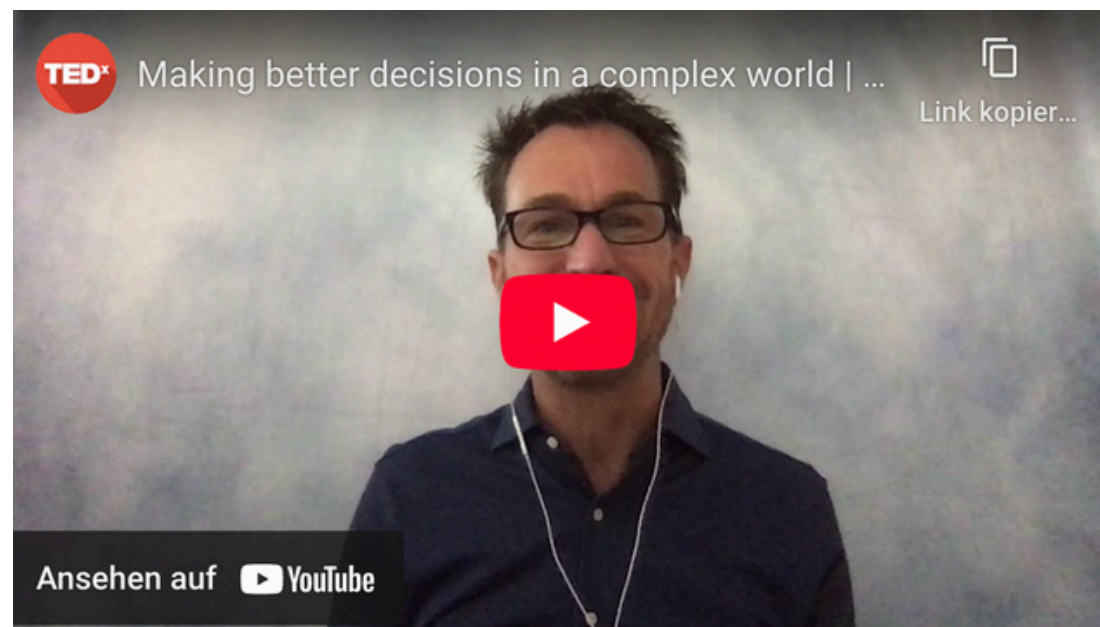 TEDx
Making better decisions in a complex world | ...
Link kopier...
Ansehen auf YouTube